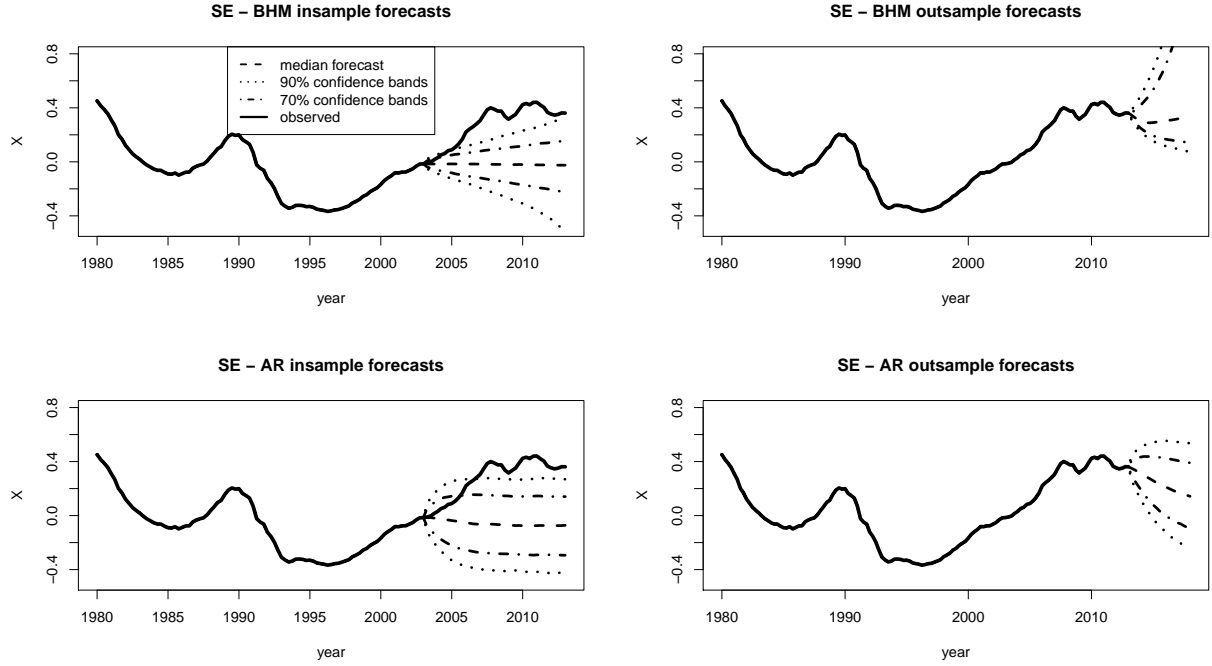 SE – BHM insample forecasts
X
0.8
0.4
0.0
−0.4
median forecast
90% confidence bands
70% confidence bands
observed
1980 1985 1990 1995 2000 2005 2010
year
SE – BHM outsample forecasts
X
0.8
0.4
0.0
−0.4
1980 1990 2000 2010
year
SE – AR insample forecasts
X
0.8
0.4
0.0
−0.4
1980 1985 1990 1995 2000 2005 2010
year
SE – AR outsample forecasts
X
0.8
0.4
0.0
−0.4
1980 1990 2000 2010
year